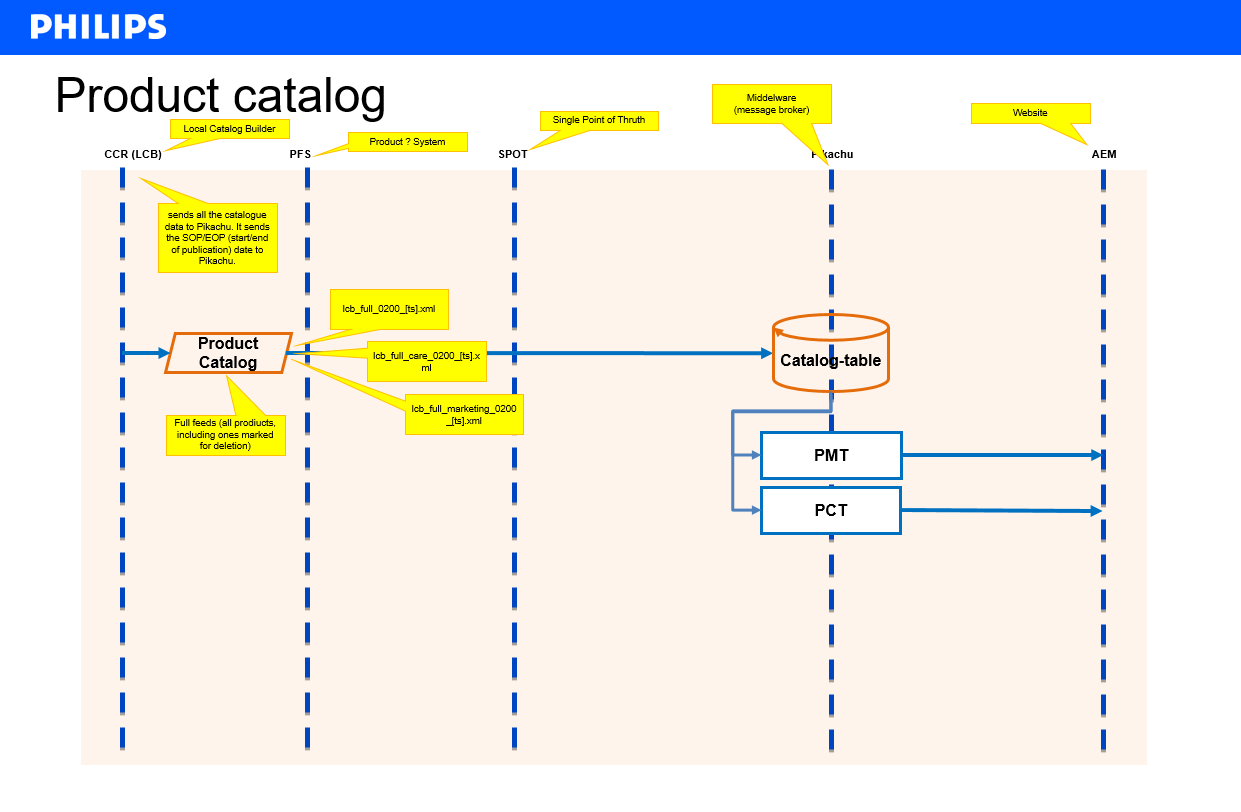 PHILIPS
Product catalog
Local Catalog Builder
Product ? System
Single Point of Thruth
Middelware
(message broker)
Website
CCR (LCB)
PFS
SPOT
Pikachu
AEM
sends all the catalogue
data to Pikachu. It sends
the SOP/EOP (start/end
of publication) date to
Pikachu.
lcb_full_0200_[ts].xml
Product
Catalog
lcb_full_care_0200_[ts].x
ml
Catalog-table
lcb_full_marketing_0200
_[ts].xml
Full feeds (all products,
including ones marked
for deletion)
PMT
PCT